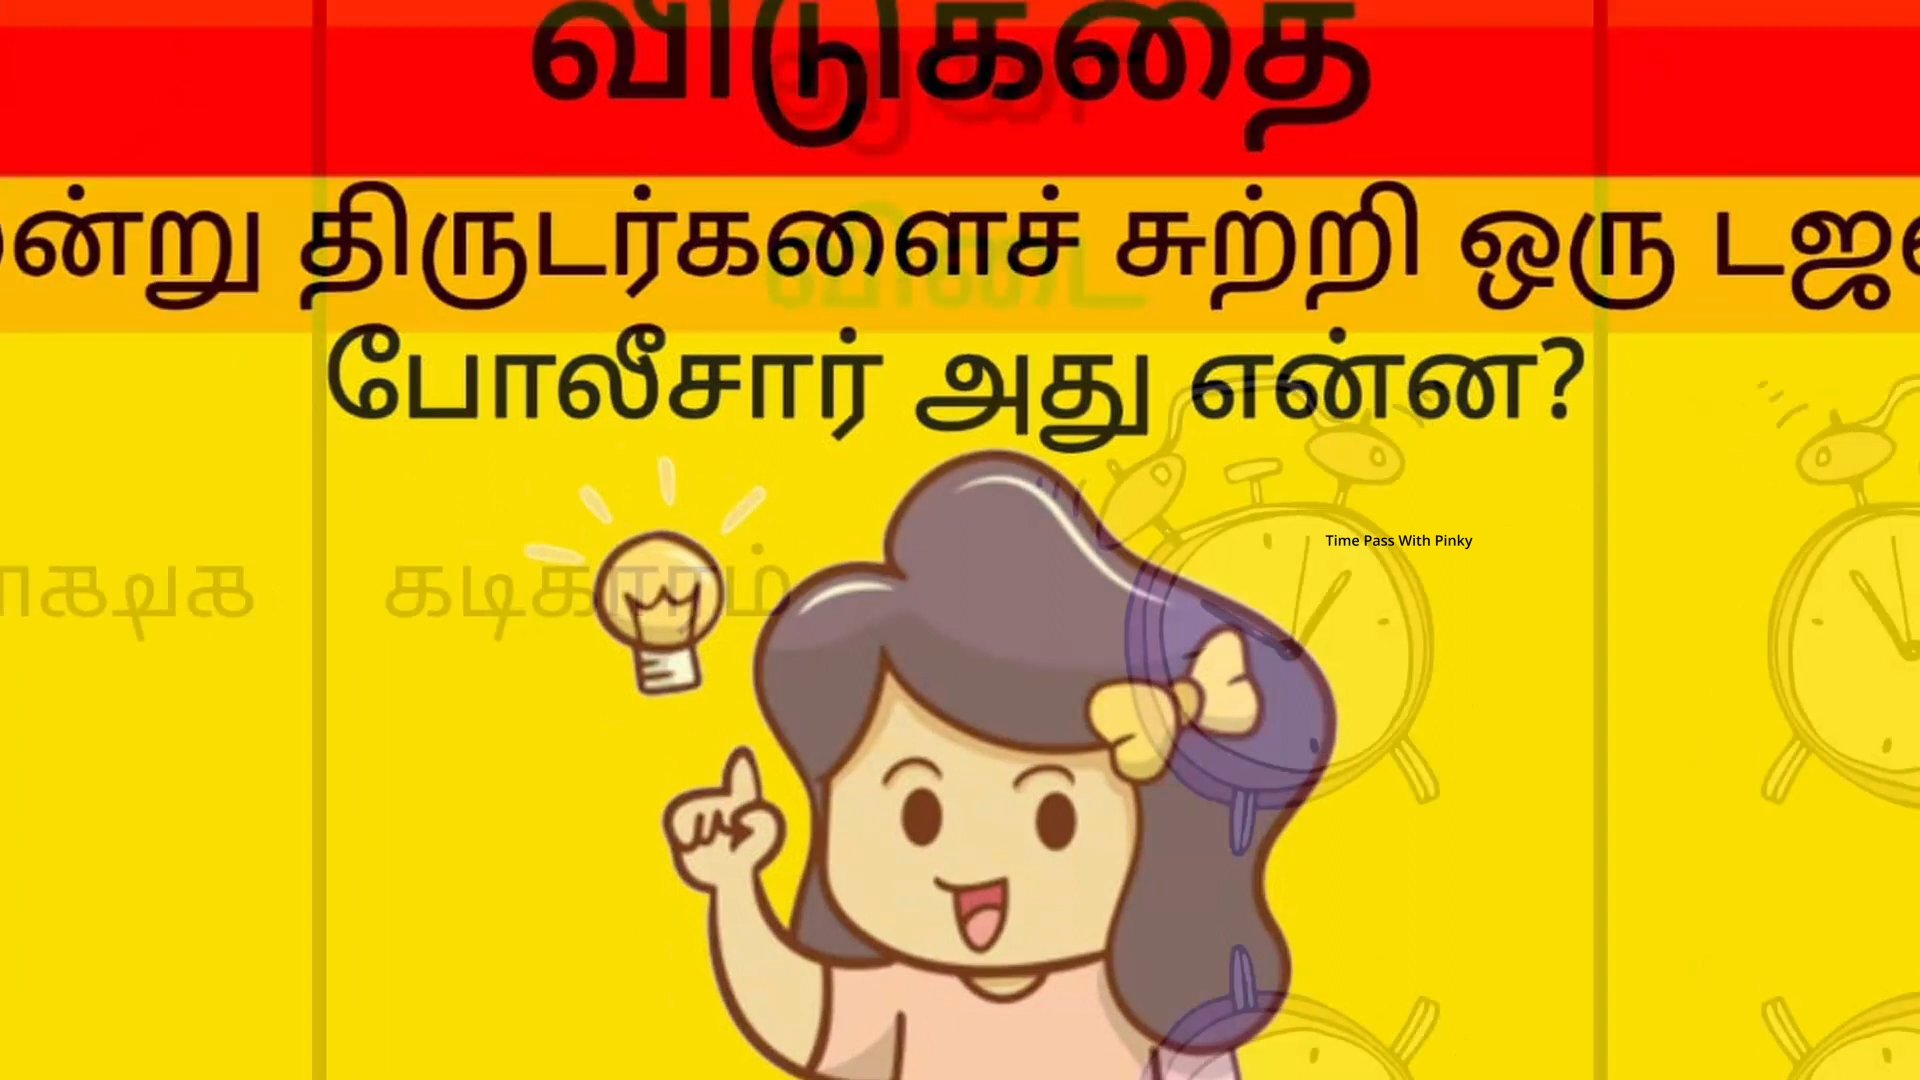 விடுகதை
விடை
ன்று திருடர்களைச் சுற்றி ஒரு டஜ
போலீசார் அது என்ன?
Time Pass With Pinky
கடிகாரம்